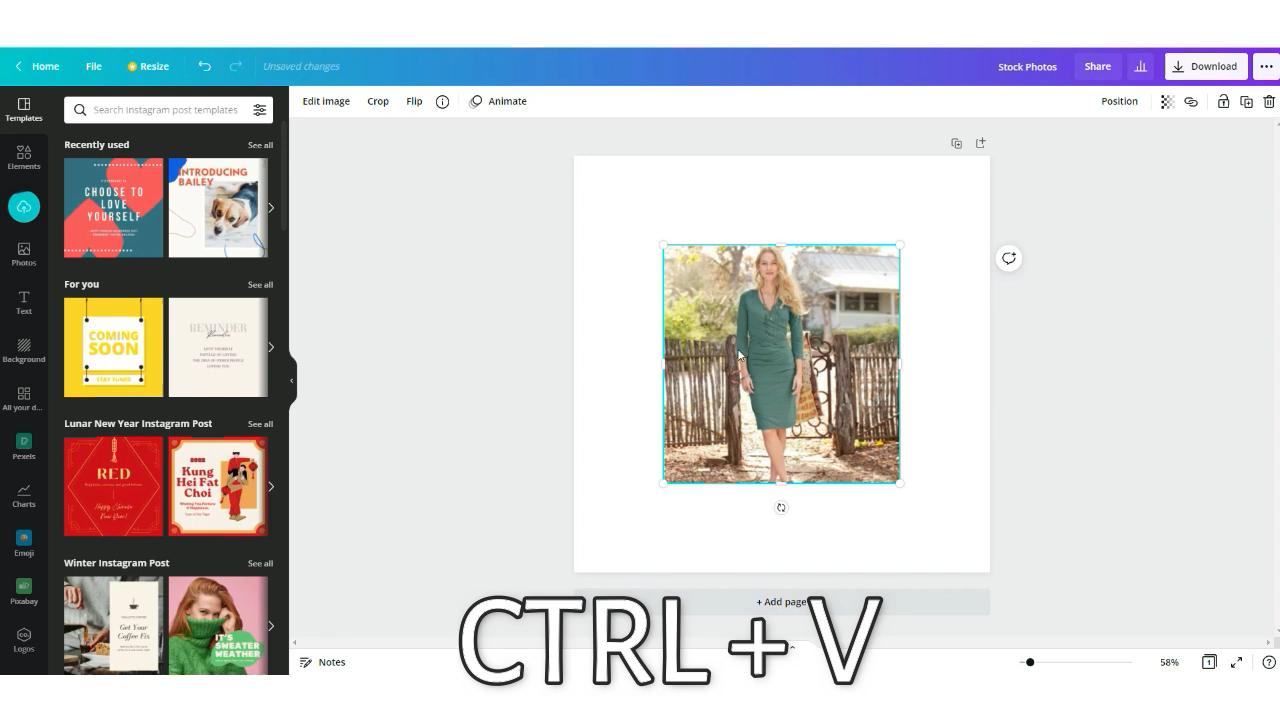 Home
File
Resize
Unsaved changes
Stock Photos
Share
Download
Templates
Search Instagram post templates
Edit image
Crop
Flip
Animate
Position
Recently used
See all
CHOOSE TO
LOVE
YOURSELF
INTRODUCING
BAILEY
Elements
Photos
For you
See all
COMING
SOON
STAY TUNED
REMINDER
Text
Background
All your d...
Lunar New Year Instagram Post
See all
RED
2022
Kung
Hei Fat
Choi
Pexels
Charts
Emoji
Winter Instagram Post
See all
Get Your
Coffee Fix
IT'S
SWEATER
WEATHER
Pixabay
Logos
+ Add page
CTRL + V
Notes
58%
1